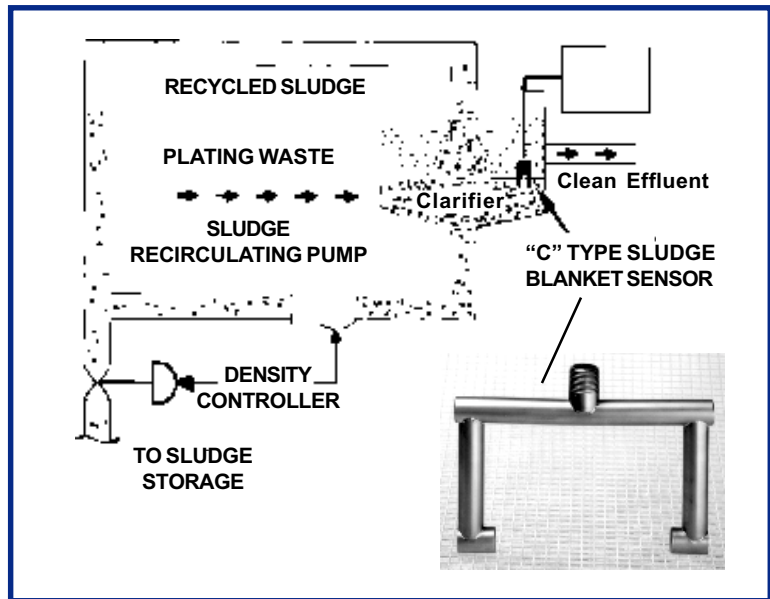 RECYCLED SLUDGE
PLATING WASTE
Clarifier
Clean Effluent
SLUDGE
RECIRCULATING PUMP
“C” TYPE SLUDGE
BLANKET SENSOR
DENSITY
CONTROLLER
TO SLUDGE
STORAGE